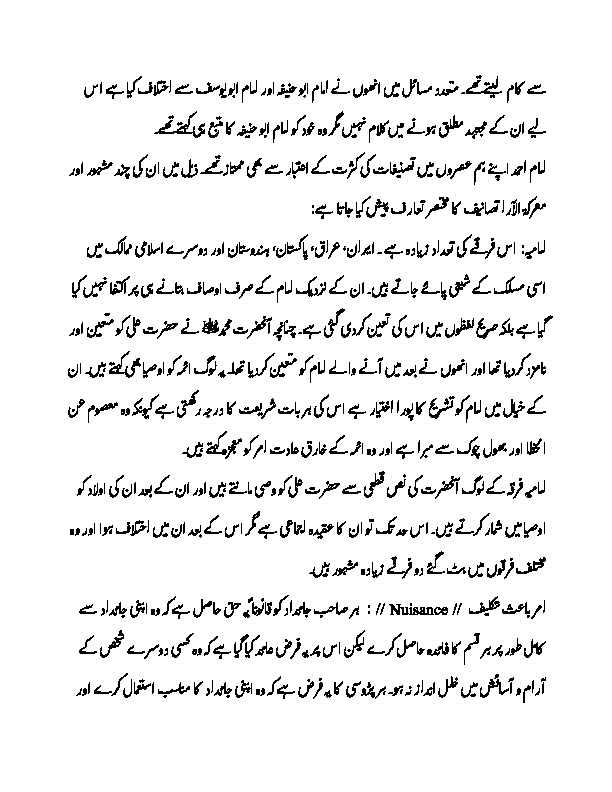 سے کام لیتے تھے۔ متعدد مسائل میں انھوں نے امام ابو حنیفہ اور امام ابو یوسف سے اختلاف کیا ہے اس
لیے ان کے مجتہد مطلق ہونے میں کلام نہیں مگر وہ خود کو امام ابو حنیفہ کا متبع ہی کہتے تھے۔
امام احمد اپنے ہم عصروں میں تصنیفات کی کثرت کے اعتبار سے بھی ممتاز تھے۔ ذیل میں ان کی چند مشہور اور
معرکۃ الآرا تصانیف کا مختصر تعارف پیش کیا جاتا ہے:
امامیہ: اس فرقے کی تعداد زیادہ ہے۔ ایران، عراق، پاکستان، ہندوستان اور دوسرے اسلامی ممالک میں
اسی مسلک کے شیعی پائے جاتے ہیں۔ ان کے نزدیک امام کے صرف اوصاف بتانے ہی پر اکتفا نہیں کیا
گیا ہے بلکہ صریح لفظوں میں اس کی تعین کردی گئی ہے۔ چنانچہ آنحضرت محمد ﷺ نے حضرت علی کو متعین اور
نامزد کردیا تھا اور انھوں نے بعد میں آنے والے امام کو متعین کردیا تھا۔ یہ لوگ ائمہ کو اوصیا بھی کہتے ہیں۔ ان
کے خیال میں امام کو تشریح کا پورا اختیار ہے اس کی ہر بات شریعت کا درجہ رکھتی ہے کیونکہ وہ معصوم عن
الخطا اور بھول چوک سے مبرا ہے اور وہ ائمہ کے خارق عادت امر کو معجزہ کہتے ہیں۔
امامیہ فرقہ کے لوگ آنحضرت کی نص قطعی سے حضرت علی کو وصی مانتے ہیں اور ان کے بعد ان کی اولاد کو
اوصیا میں شمار کرتے ہیں۔ اس حد تک تو ان کا عقیدہ اجماعی ہے مگر اس کے بعد ان میں اختلاف ہوا اور وہ
مختلف فرقوں میں بٹ گئے دو فرقے زیادہ مشہور ہیں۔
امر باعث تکلیف // Nuisance // : ہر صاحب جائداد کو قانوناً یہ حق حاصل ہے کہ وہ اپنی جائداد سے
کامل طور پر ہر قسم کا فائدہ حاصل کرے لیکن اس پر یہ فرض عائد کیا گیا ہے کہ وہ کسی دوسرے شخص کے
آرام و آسائش میں خلل انداز نہ ہو۔ ہر پڑوسی کا یہ فرض ہے کہ وہ اپنی جائداد کا مناسب استعمال کرے اور